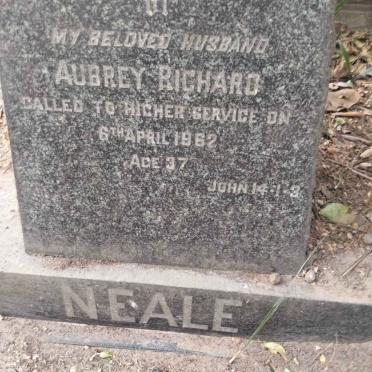 OF
MY BELOVED HUSBAND
AUBREY RICHARD
CALLED TO HIGHER SERVICE ON
6TH APRIL 1962
AGE 37
JOHN 14-1-3
NEALE